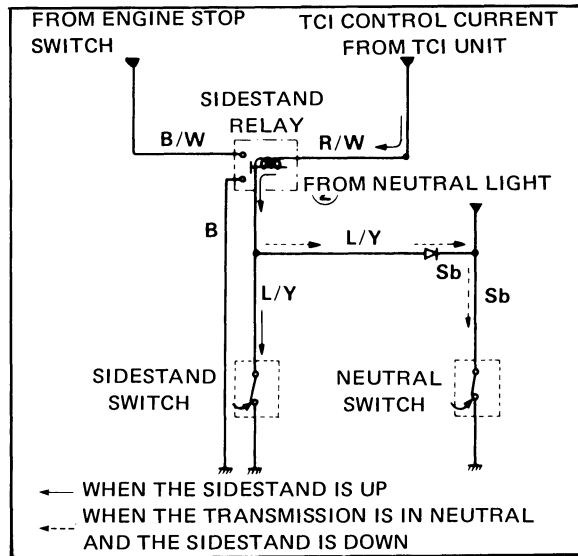 FROM ENGINE STOP
SWITCH
TCI CONTROL CURRENT
FROM TCI UNIT
SIDESTAND
RELAY
B/W
R/W
FROM NEUTRAL LIGHT
B
L/Y
Sb
Sb
L/Y
SIDESTAND
SWITCH
NEUTRAL
SWITCH
WHEN THE SIDESTAND IS UP
WHEN THE TRANSMISSION IS IN NEUTRAL
AND THE SIDESTAND IS DOWN